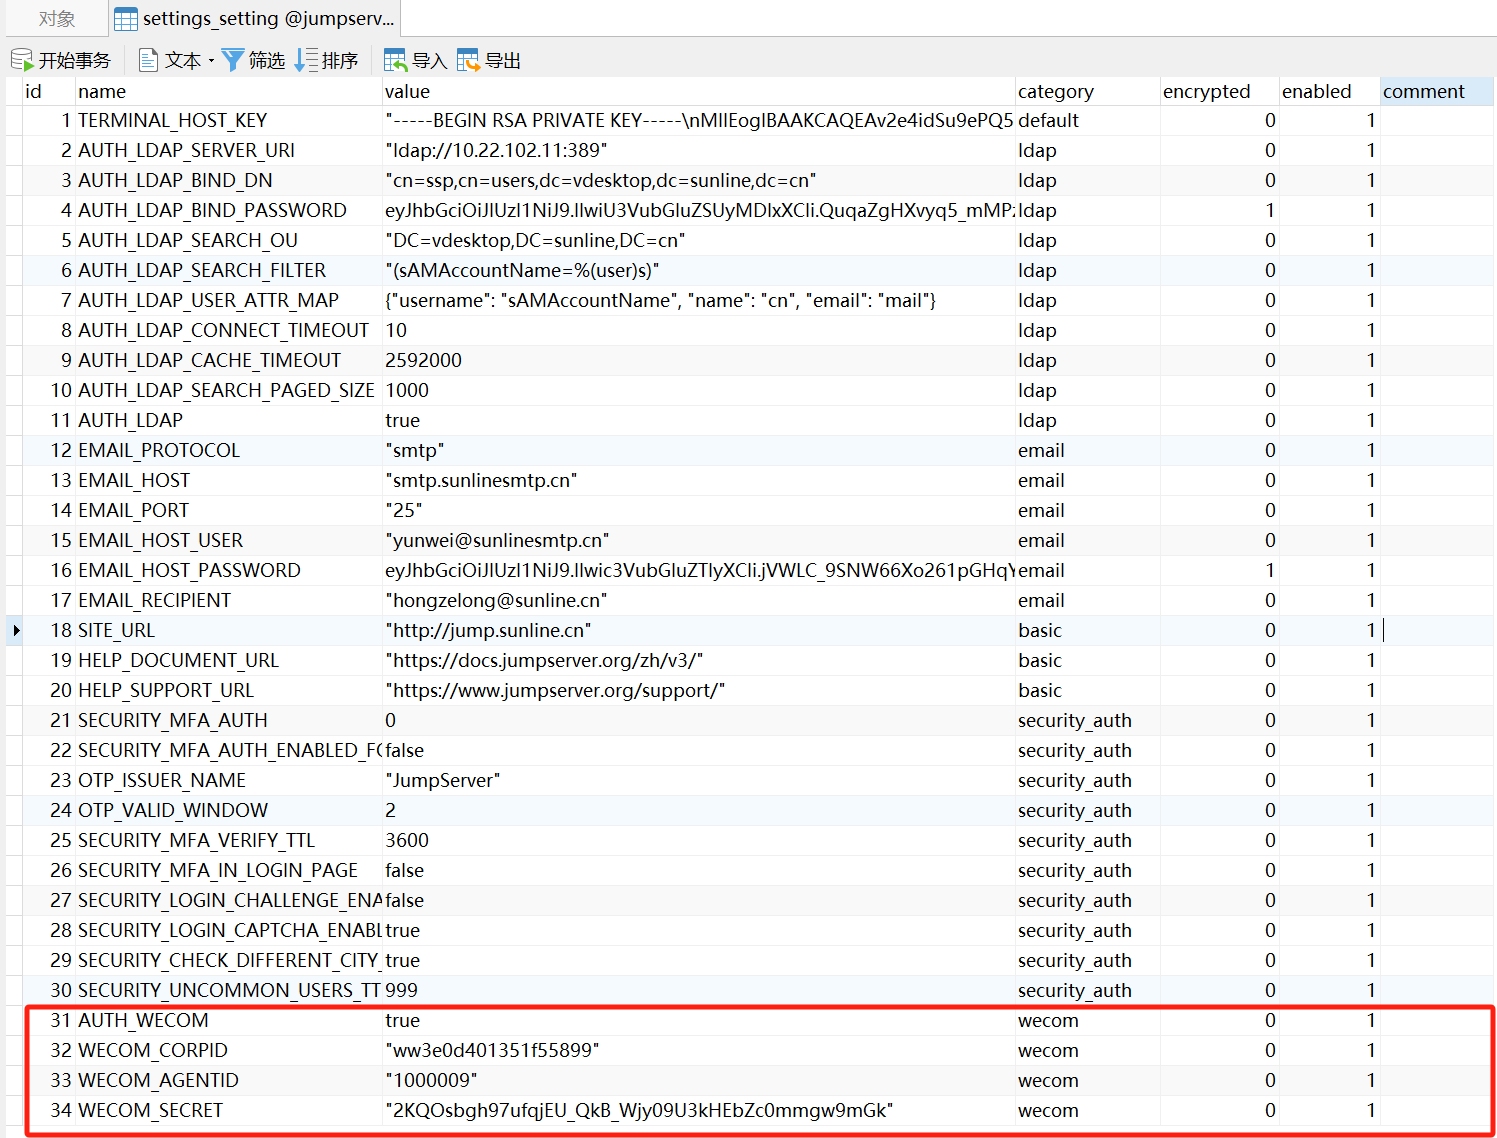 对象 settings_setting @jumpserv...
开始事务 文本 筛选 排序 导入 导出
id name value category encrypted enabled comment
1 TERMINAL_HOST_KEY "-----BEGIN RSA PRIVATE KEY-----\nMIIEogIBAAKCAQEAv2e4idSu9ePQ5 default 0 1
2 AUTH_LDAP_SERVER_URI "ldap://10.22.102.11:389" ldap 0 1
3 AUTH_LDAP_BIND_DN "cn=ssp,cn=users,dc=vdesktop,dc=sunline,dc=cn" ldap 0 1
4 AUTH_LDAP_BIND_PASSWORD eyJhbGciOiJIUzI1NiJ9.IlwiU3VubGluZSUyMDIxXCIi.QuqaZgHXvyq5_mMPz ldap 1 1
5 AUTH_LDAP_SEARCH_OU "DC=vdesktop,DC=sunline,DC=cn" ldap 0 1
6 AUTH_LDAP_SEARCH_FILTER "(sAMAccountName=%(user)s)" ldap 0 1
7 AUTH_LDAP_USER_ATTR_MAP {"username": "sAMAccountName", "name": "cn", "email": "mail"} ldap 0 1
8 AUTH_LDAP_CONNECT_TIMEOUT 10 ldap 0 1
9 AUTH_LDAP_CACHE_TIMEOUT 2592000 ldap 0 1
10 AUTH_LDAP_SEARCH_PAGED_SIZE 1000 ldap 0 1
11 AUTH_LDAP true ldap 0 1
12 EMAIL_PROTOCOL "smtp" email 0 1
13 EMAIL_HOST "smtp.sunlinesmtp.cn" email 0 1
14 EMAIL_PORT "25" email 0 1
15 EMAIL_HOST_USER "yunwei@sunlinesmtp.cn" email 0 1
16 EMAIL_HOST_PASSWORD eyJhbGciOiJIUzI1NiJ9.Ilwic3VubGluZTIyXCIi.jVWLC_9SNW66Xo261pGHqY email 1 1
17 EMAIL_RECIPIENT "hongzelong@sunline.cn" email 0 1
18 SITE_URL "http://jump.sunline.cn" basic 0 1
19 HELP_DOCUMENT_URL "https://docs.jumpserver.org/zh/v3/" basic 0 1
20 HELP_SUPPORT_URL "https://www.jumpserver.org/support/" basic 0 1
21 SECURITY_MFA_AUTH 0 security_auth 0 1
22 SECURITY_MFA_AUTH_ENABLED_FO false security_auth 0 1
23 OTP_ISSUER_NAME "JumpServer" security_auth 0 1
24 OTP_VALID_WINDOW 2 security_auth 0 1
25 SECURITY_MFA_VERIFY_TTL 3600 security_auth 0 1
26 SECURITY_MFA_IN_LOGIN_PAGE false security_auth 0 1
27 SECURITY_LOGIN_CHALLENGE_ENA false security_auth 0 1
28 SECURITY_LOGIN_CAPTCHA_ENABL true security_auth 0 1
29 SECURITY_CHECK_DIFFERENT_CITY_ true security_auth 0 1
30 SECURITY_UNCOMMON_USERS_TT 999 security_auth 0 1
31 AUTH_WECOM true wecom 0 1
32 WECOM_CORPID "ww3e0d401351f55899" wecom 0 1
33 WECOM_AGENTID "1000009" wecom 0 1
34 WECOM_SECRET "2KQOsbgh97ufqjEU_QkB_Wjy09U3kHEbZc0mmgw9mGk" wecom 0 1